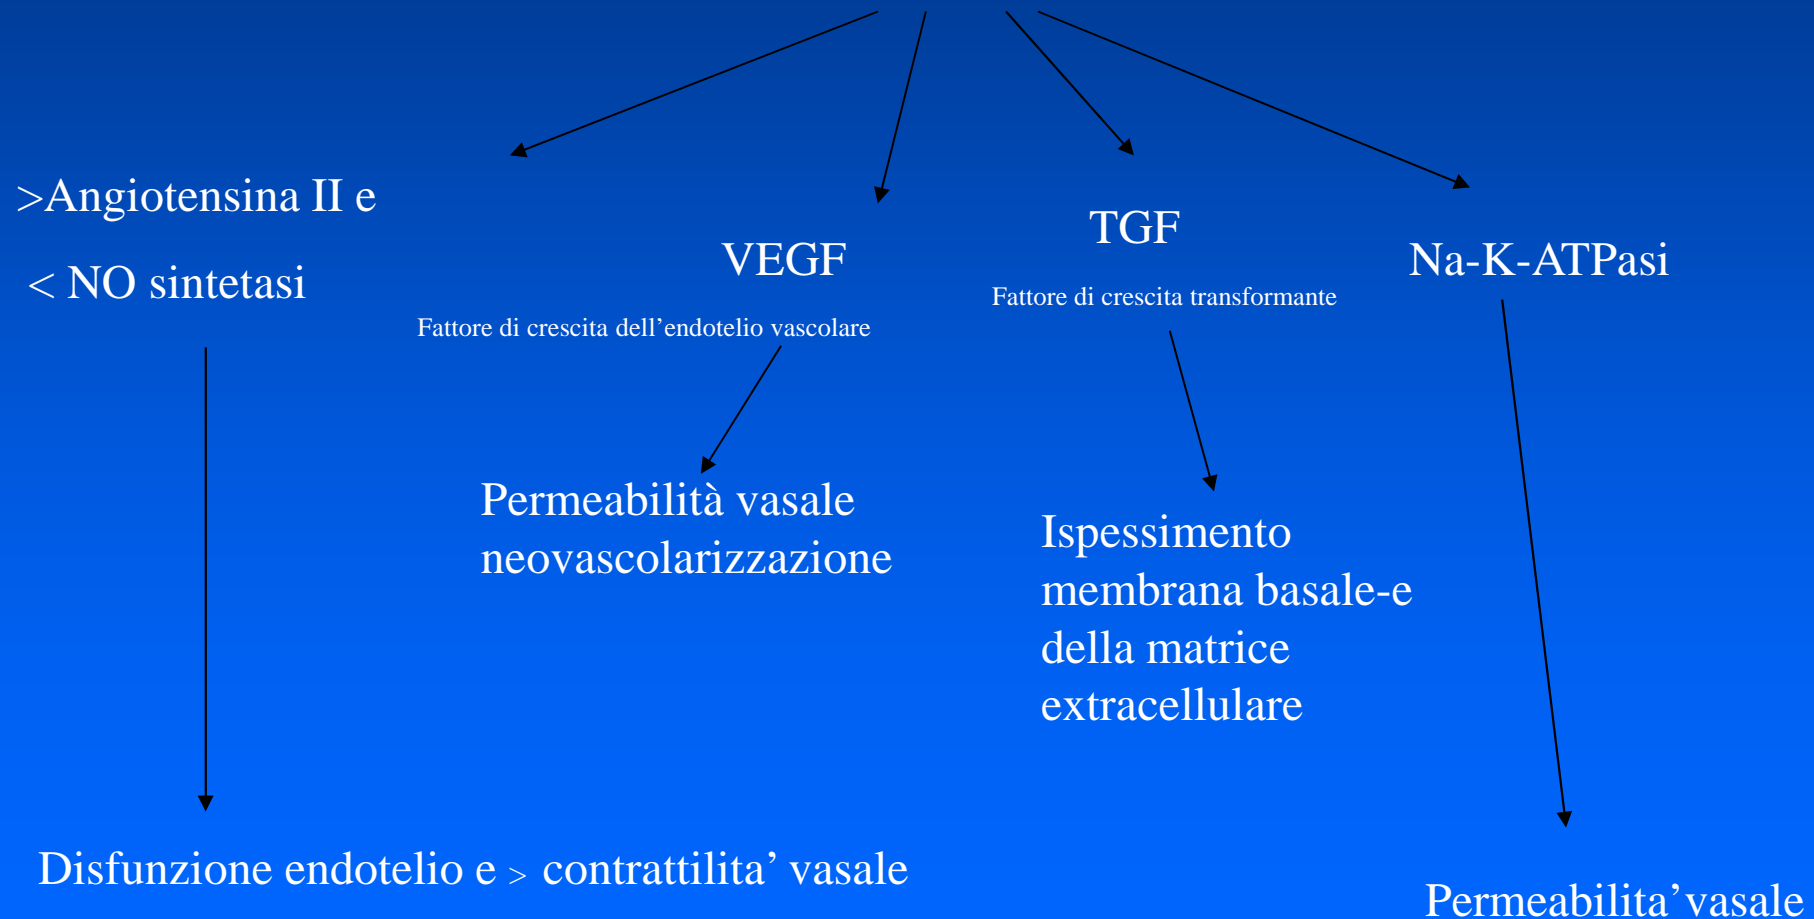 >Angiotensina II e
< NO sintetasi
VEGF
Fattore di crescita dell’endotelio vascolare
TGF
Fattore di crescita transformante
Na-K-ATPasi
Permeabilità vasale
neovascolarizzazione
Ispessimento
membrana basale-e
della matrice
extracellulare
Disfunzione endotelio e > contrattilita’ vasale
Permeabilita’vasale